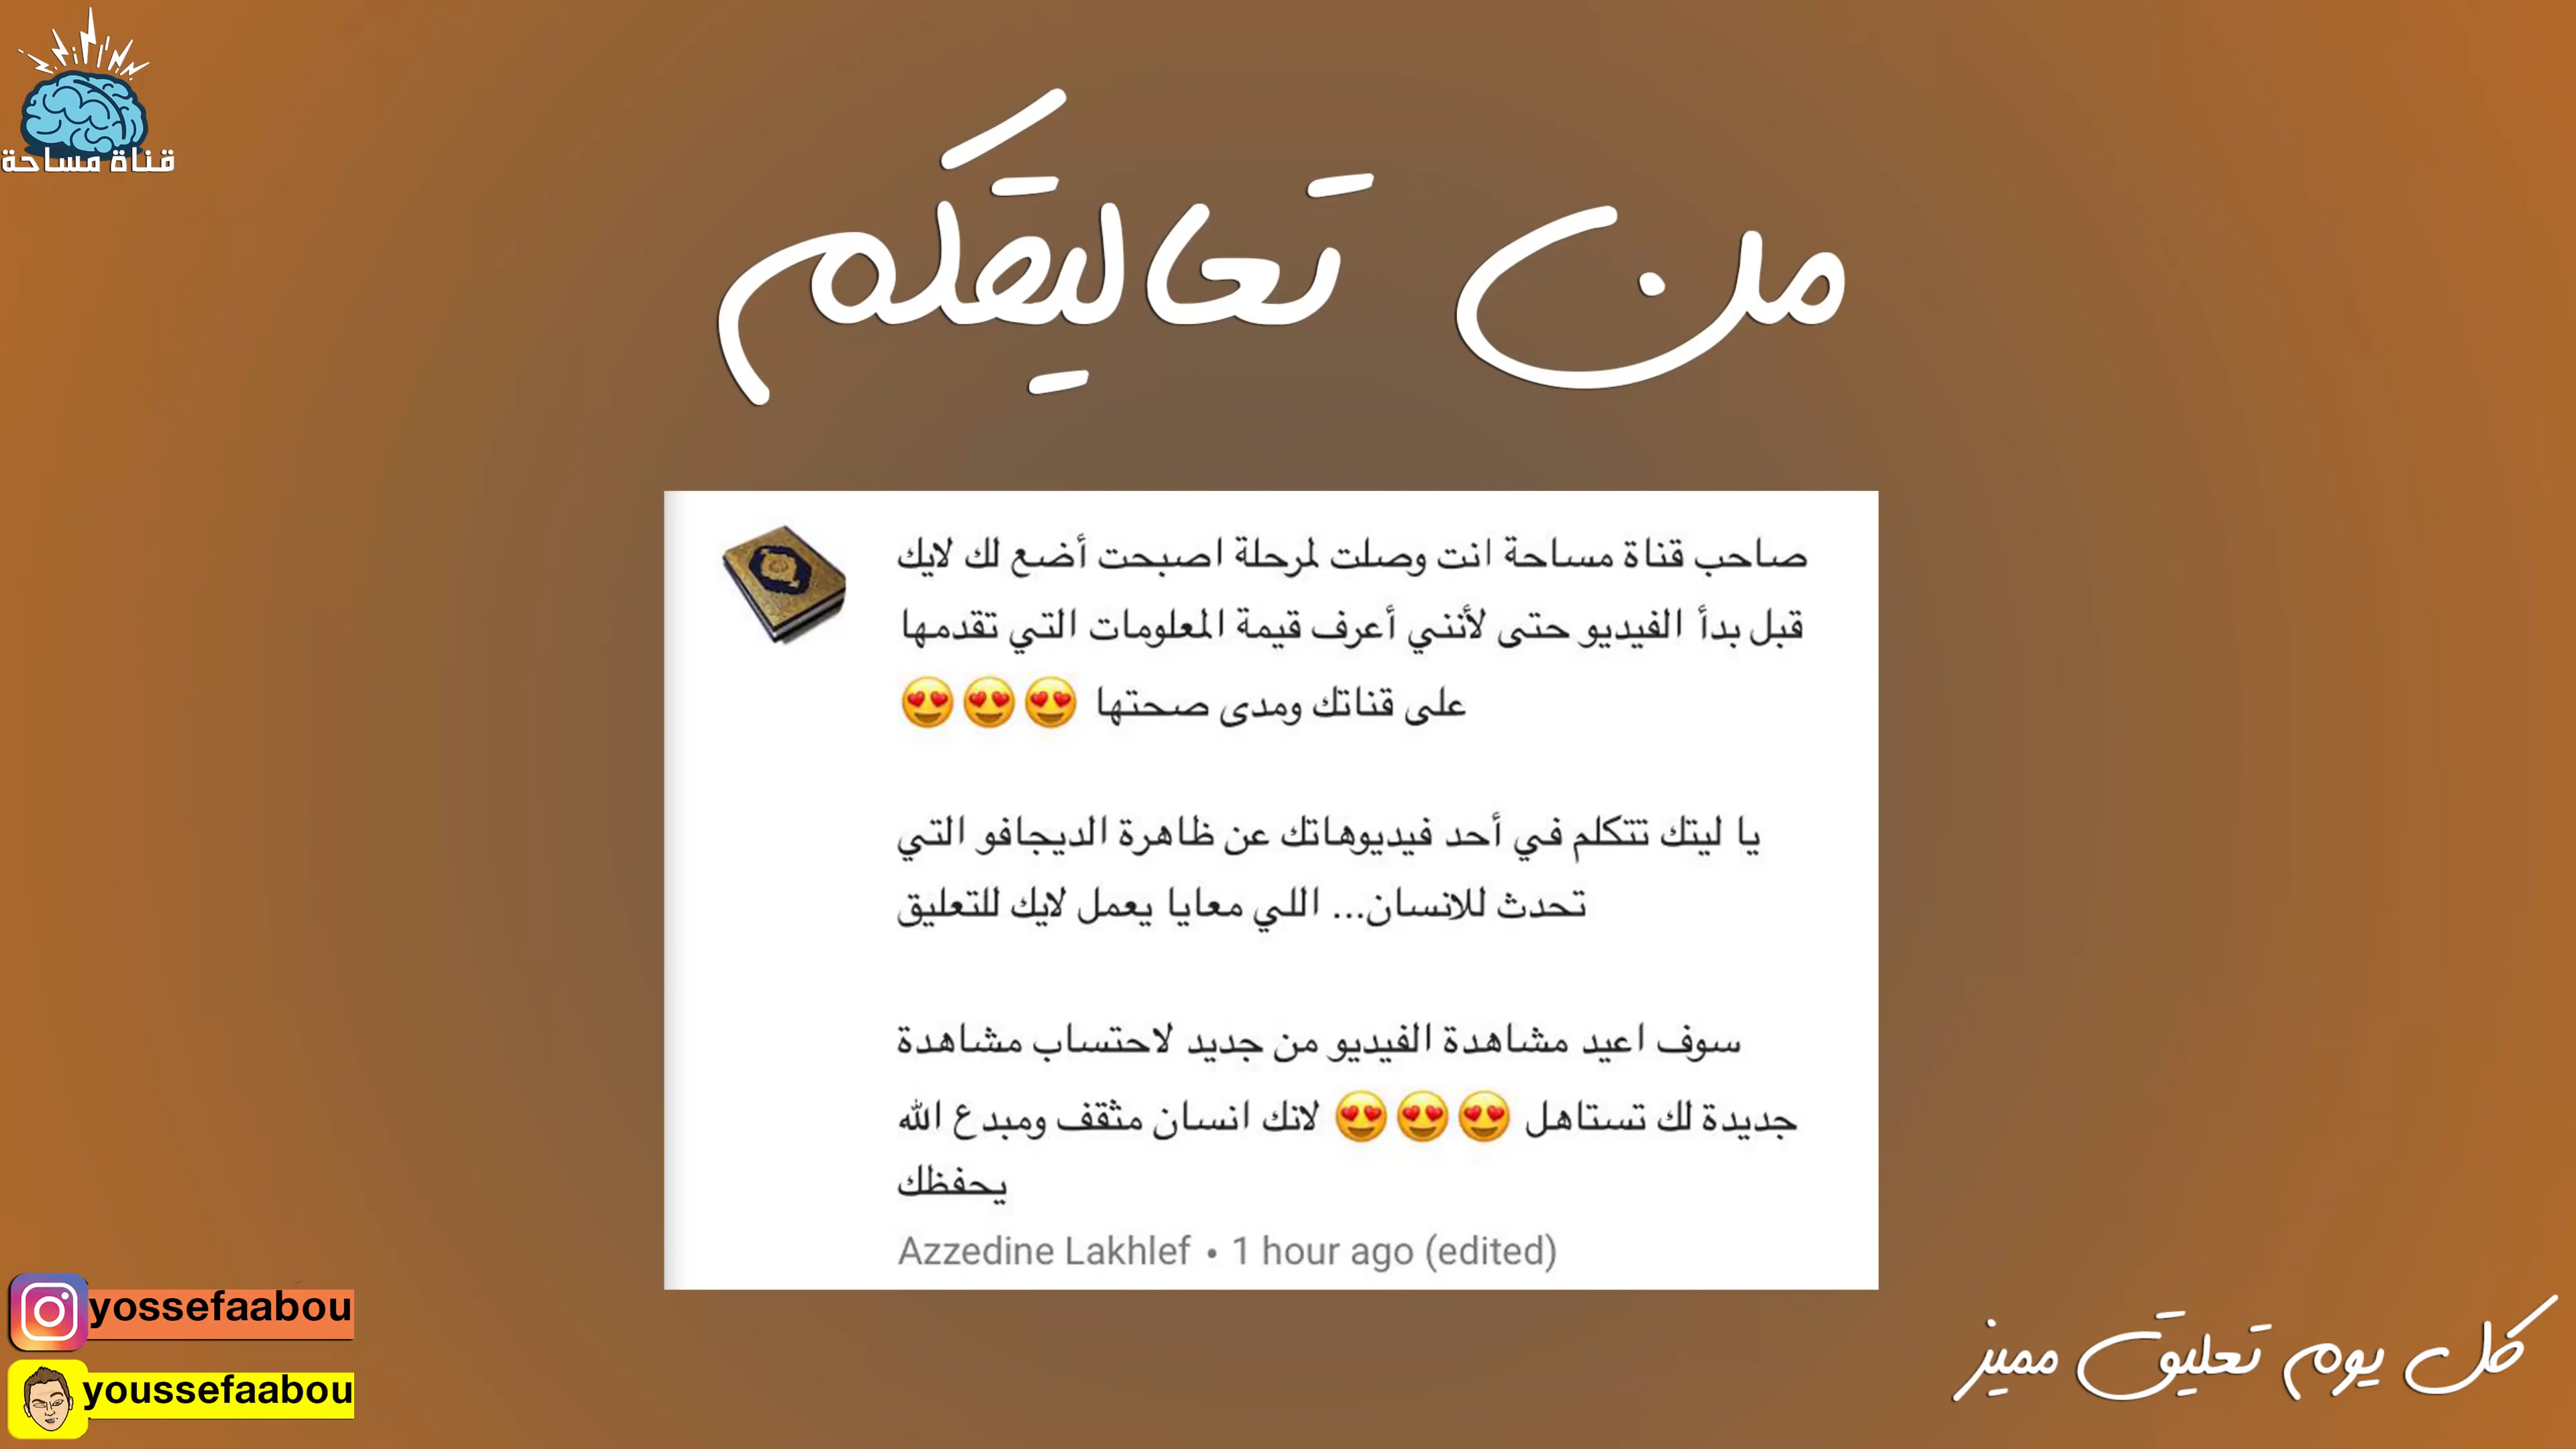 قناة مساحة
من تعاليقكم
صاحب قناة مساحة انت وصلت لمرحلة اصبحت أضع لك لايك
قبل بدأ الفيديو حتى لأنني أعرف قيمة المعلومات التي تقدمها
على قناتك ومدى صحتها 😍😍😍
يا ليتك تتكلم في أحد فيديوهاتك عن ظاهرة الديجافو التي
تحدث للانسان... اللي معايا يعمل لايك للتعليق
سوف اعيد مشاهدة الفيديو من جديد لاحتساب مشاهدة
جديدة لك تستاهل 😍😍😍 لانك انسان مثقف ومبدع الله
يحفظك
Azzedine Lakhlef • 1 hour ago (edited)
yossefaabou
youssefaabou
كل يوم تعليق مميز